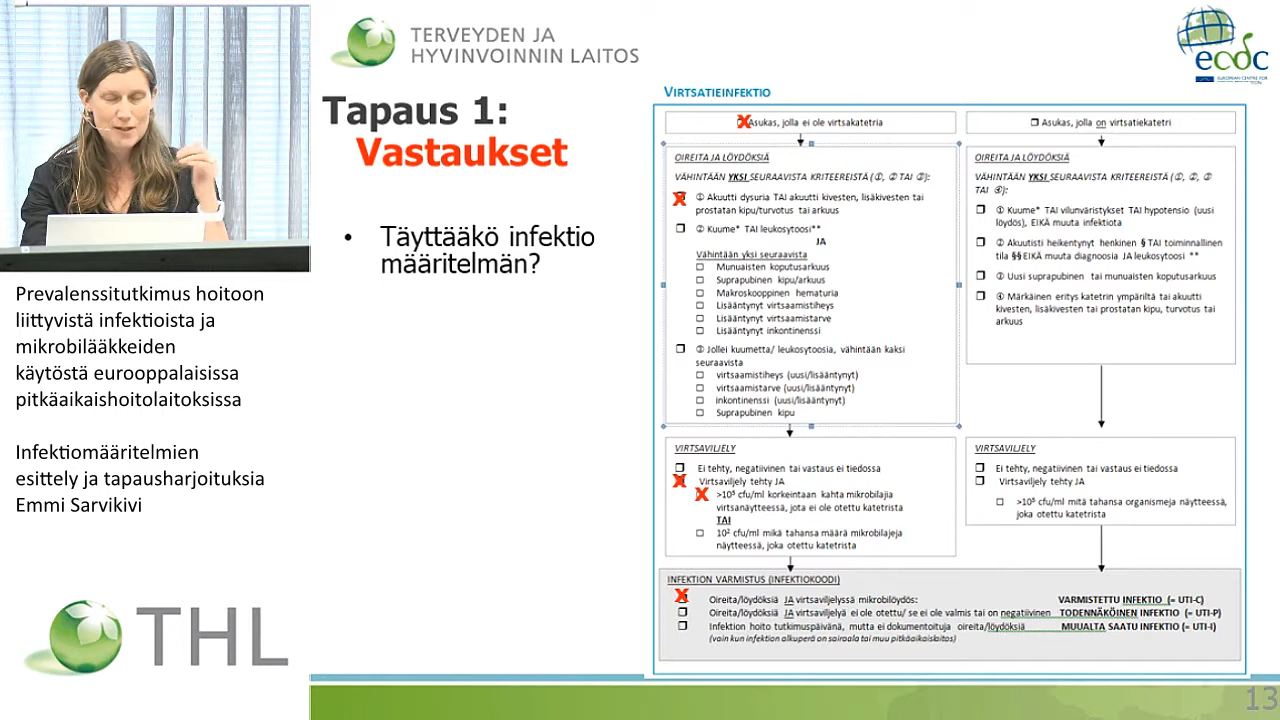 TERVEYDEN JA
HYVINVOINNIN LAITOS
ecdc
EUROPEAN CENTRE FOR
Tapaus 1:
Vastaukset
• Täyttääkö infektio
määritelmän?
Prevalenssitutkimus hoitoon
liittyvistä infektioista ja
mikrobilääkkeiden
käytöstä eurooppalaisissa
pitkäaikaishoitolaitoksissa
Infektiomääritelmien
esittely ja tapausharjoituksia
Emmi Sarvikivi
THL
VIRTSATIEINFEKTIO
Asukas, jolla ei ole virtsakatetria
OIREITA JA LÖYDÖKSIÄ
VÄHINTÄÄN YKSI SEURAAVISTA KRITEEREISTÄ (①, ② TAI ③):
① Akuutti dysuria TAI akuutti kivesten, lisäkivesten tai
prostatan kipu/turvotus tai arkuus
② Kuume* TAI leukosytoosi**
JA
Vähintään yksi seuraavista
Munuaisten koputusarkuus
Suprapubinen kipu/arkuus
Makroskooppinen hematuria
Lisääntynyt virtsaamistiheys
Lisääntynyt virtsaamistarve
Lisääntynyt inkontinenssi
③ Jollei kuumetta/ leukosytoosia, vähintään kaksi
seuraavista
virtsaamistiheys (uusi/lisääntynyt)
virtsaamistarve (uusi/lisääntynyt)
inkontinenssi (uusi/lisääntynyt)
Suprapubinen kipu
VIRTSAVILJELY
Ei tehty, negatiivinen tai vastaus ei tiedossa
Virtsaviljely tehty JA
>10⁵ cfu/ml korkeintaan kahta mikrobilajia
virtsanäytteessä, jota ei ole otettu katetrista
TAI
10² cfu/ml mikä tahansa määrä mikrobilajeja
näytteessä, joka otettu katetrista
Asukas, jolla on virtsatiekatetri
OIREITA JA LÖYDÖKSIÄ
VÄHINTÄÄN YKSI SEURAAVISTA KRITEEREISTÄ (①, ②, ③
TAI ④):
① Kuume* TAI vilunväristykset TAI hypotensio (uusi
löydös), EIKÄ muuta infektiota
② Akuutisti heikentynyt henkinen § TAI toiminnallinen
tila §§ EIKÄ muuta diagnoosia JA leukosytoosi **
③ Uusi suprapubinen tai munuaisten koputusarkuus
④ Märkäinen eritys katetrin ympäriltä tai akuutti
kivesten, lisäkivesten tai prostatan kipu, turvotus tai
arkuus
VIRTSAVILJELY
Ei tehty, negatiivinen tai vastaus ei tiedossa
Virtsaviljely tehty JA
>10⁵ cfu/ml mitä tahansa organismeja näytteessä,
joka otettu katetrista
INFEKTION VARMISTUS (INFEKTIOKOODI)
Oireita/löydöksiä JA virtsaviljelyssä mikrobilöydös: VARMISTETTU INFEKTIO (= UTI-C)
Oireita/löydöksiä JA virtsaviljelyä ei ole otettu/ se ei ole valmis tai on negatiivinen TODENNÄKÖINEN INFEKTIO (= UTI-P)
Infektion hoito tutkimuspäivänä, mutta ei dokumentoituja oireita/löydöksiä MUUALTA SAATU INFEKTIO (= UTI-I)
(vain kun infektion alkuperä on sairaala tai muu pitkäaikaislaitos)
13